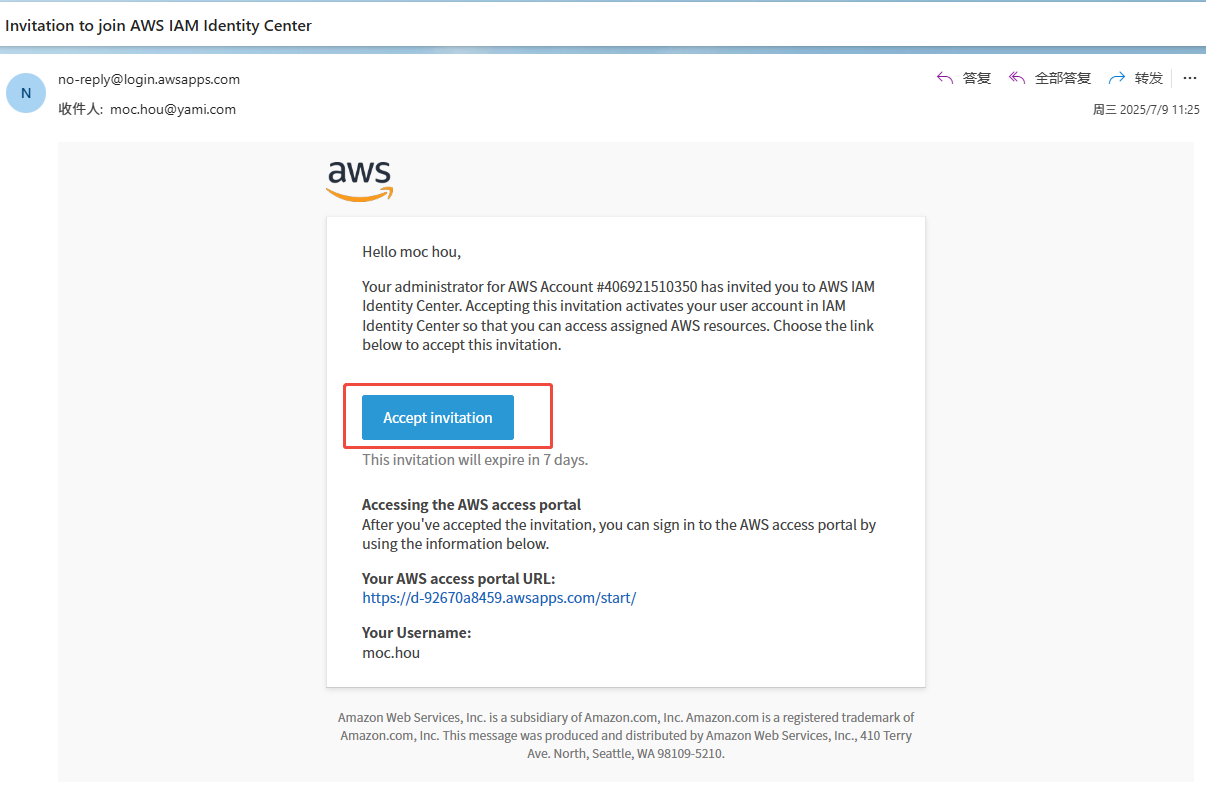 Invitation to join AWS IAM Identity Center
N
no-reply@login.awsapps.com
答复 全部答复 转发 ...
收件人: moc.hou@yami.com
周三 2025/7/9 11:25
aws
Hello moc hou,
Your administrator for AWS Account #406921510350 has invited you to AWS IAM
Identity Center. Accepting this invitation activates your user account in IAM
Identity Center so that you can access assigned AWS resources. Choose the link
below to accept this invitation.
Accept invitation
This invitation will expire in 7 days.
Accessing the AWS access portal
After you've accepted the invitation, you can sign in to the AWS access portal by
using the information below.
Your AWS access portal URL:
https://d-92670a8459.awsapps.com/start/
Your Username:
moc.hou
Amazon Web Services, Inc. is a subsidiary of Amazon.com, Inc. Amazon.com is a registered trademark of
Amazon.com, Inc. This message was produced and distributed by Amazon Web Services, Inc., 410 Terry
Ave. North, Seattle, WA 98109-5210.